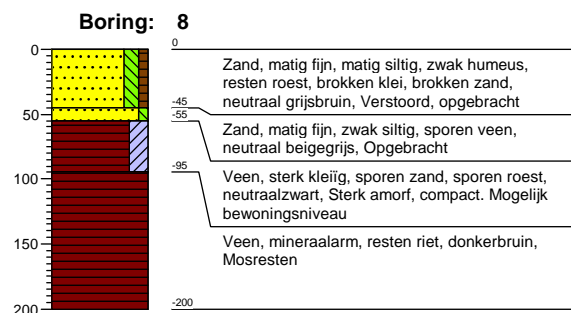 Boring: 8
0
50
100
150
200
0
-45
-55
-95
-200
Zand, matig fijn, matig siltig, zwak humeus,
resten roest, brokken klei, brokken zand,
neutraal grijsbruin, Verstoord, opgebracht
Zand, matig fijn, zwak siltig, sporen veen,
neutraal beigegrijs, Opgebracht
Veen, sterk kleiïg, sporen zand, sporen roest,
neutraalzwart, Sterk amorf, compact. Mogelijk
bewoningsniveau
Veen, mineraalarm, resten riet, donkerbruin,
Mosresten